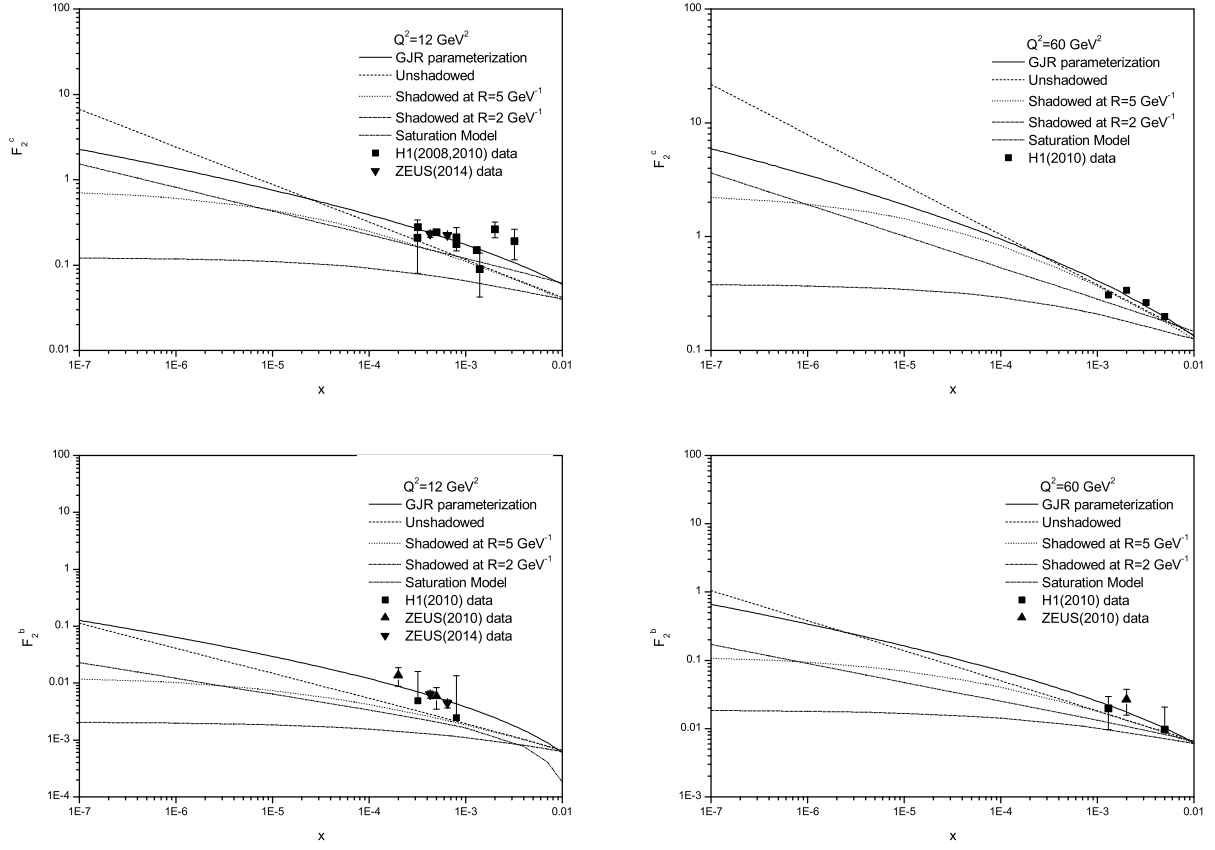 Q²=12 GeV²
GJR parameterization
Unshadowed
Shadowed at R=5 GeV⁻¹
Shadowed at R=2 GeV⁻¹
Saturation Model
H1(2008,2010) data
ZEUS(2014) data
100
10
1
0.1
0.01
F₂ᶜ
1E-7 1E-6 1E-5 1E-4 1E-3 0.01
x
Q²=60 GeV²
GJR parameterization
Unshadowed
Shadowed at R=5 GeV⁻¹
Shadowed at R=2 GeV⁻¹
Saturation Model
H1(2010) data
100
10
1
0.1
F₂ᶜ
1E-7 1E-6 1E-5 1E-4 1E-3 0.01
x
Q²=12 GeV²
GJR parameterization
Unshadowed
Shadowed at R=5 GeV⁻¹
Shadowed at R=2 GeV⁻¹
Saturation Model
H1(2010) data
ZEUS(2010) data
ZEUS(2014) data
100
10
1
0.1
0.01
1E-3
1E-4
F₂ᵇ
1E-7 1E-6 1E-5 1E-4 1E-3 0.01
x
Q²=60 GeV²
GJR parameterization
Unshadowed
Shadowed at R=5 GeV⁻¹
Shadowed at R=2 GeV⁻¹
Saturation Model
H1(2010) data
ZEUS(2010) data
100
10
1
0.1
0.01
1E-3
F₂ᵇ
1E-7 1E-6 1E-5 1E-4 1E-3 0.01
x